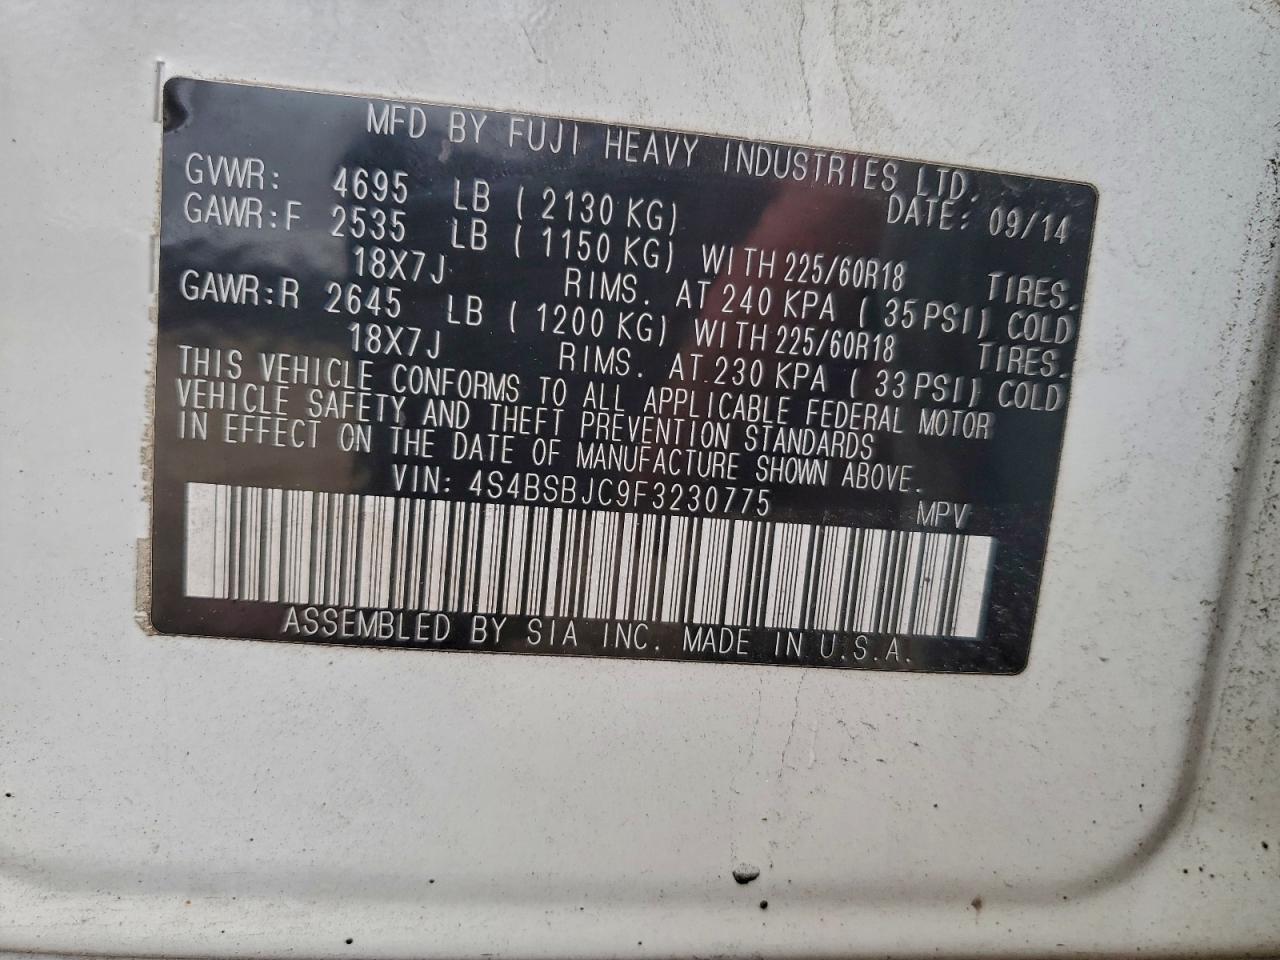 MFD BY FUJI HEAVY INDUSTRIES LTD.
GVWR: 4695 LB ( 2130 KG) DATE: 09/14
GAWR:F 2535 LB ( 1150 KG) WITH 225/60R18 TIRES.
18X7J RIMS. AT 240 KPA ( 35 PSI) COLD
GAWR:R 2645 LB ( 1200 KG) WITH 225/60R18 TIRES.
18X7J RIMS. AT 230 KPA ( 33 PSI) COLD
THIS VEHICLE CONFORMS TO ALL APPLICABLE FEDERAL MOTOR
VEHICLE SAFETY AND THEFT PREVENTION STANDARDS
IN EFFECT ON THE DATE OF MANUFACTURE SHOWN ABOVE.
VIN: 4S4BSBJC9F3230775 MPV
ASSEMBLED BY SIA INC. MADE IN U.S.A.